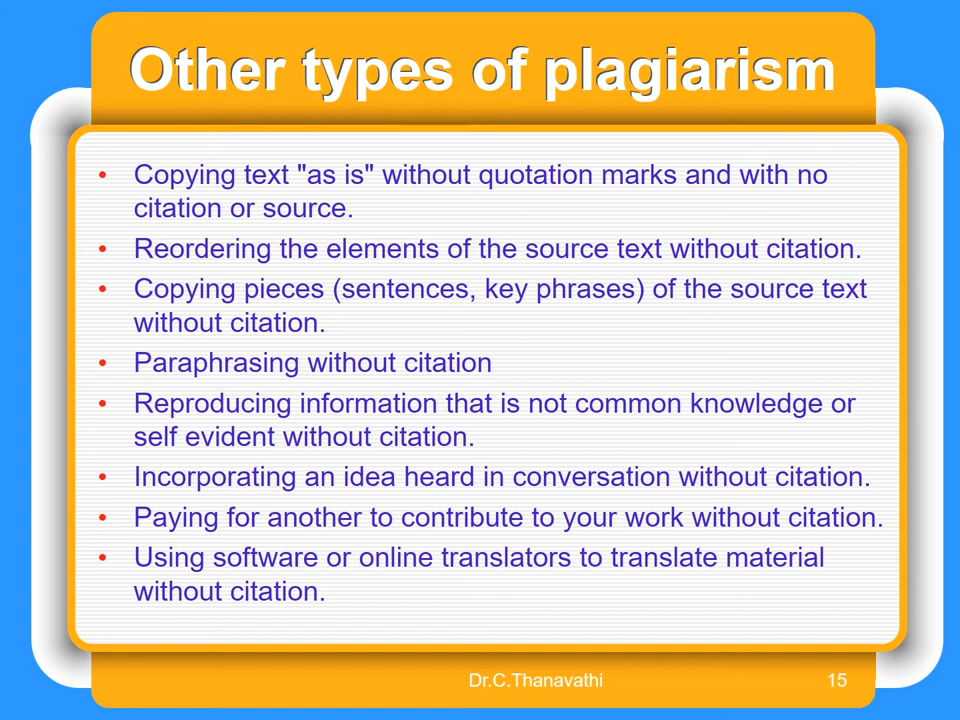 Other types of plagiarism
• Copying text "as is" without quotation marks and with no
citation or source.
• Reordering the elements of the source text without citation.
• Copying pieces (sentences, key phrases) of the source text
without citation.
• Paraphrasing without citation
• Reproducing information that is not common knowledge or
self evident without citation.
• Incorporating an idea heard in conversation without citation.
• Paying for another to contribute to your work without citation.
• Using software or online translators to translate material
without citation.
Dr.C.Thanavathi 15